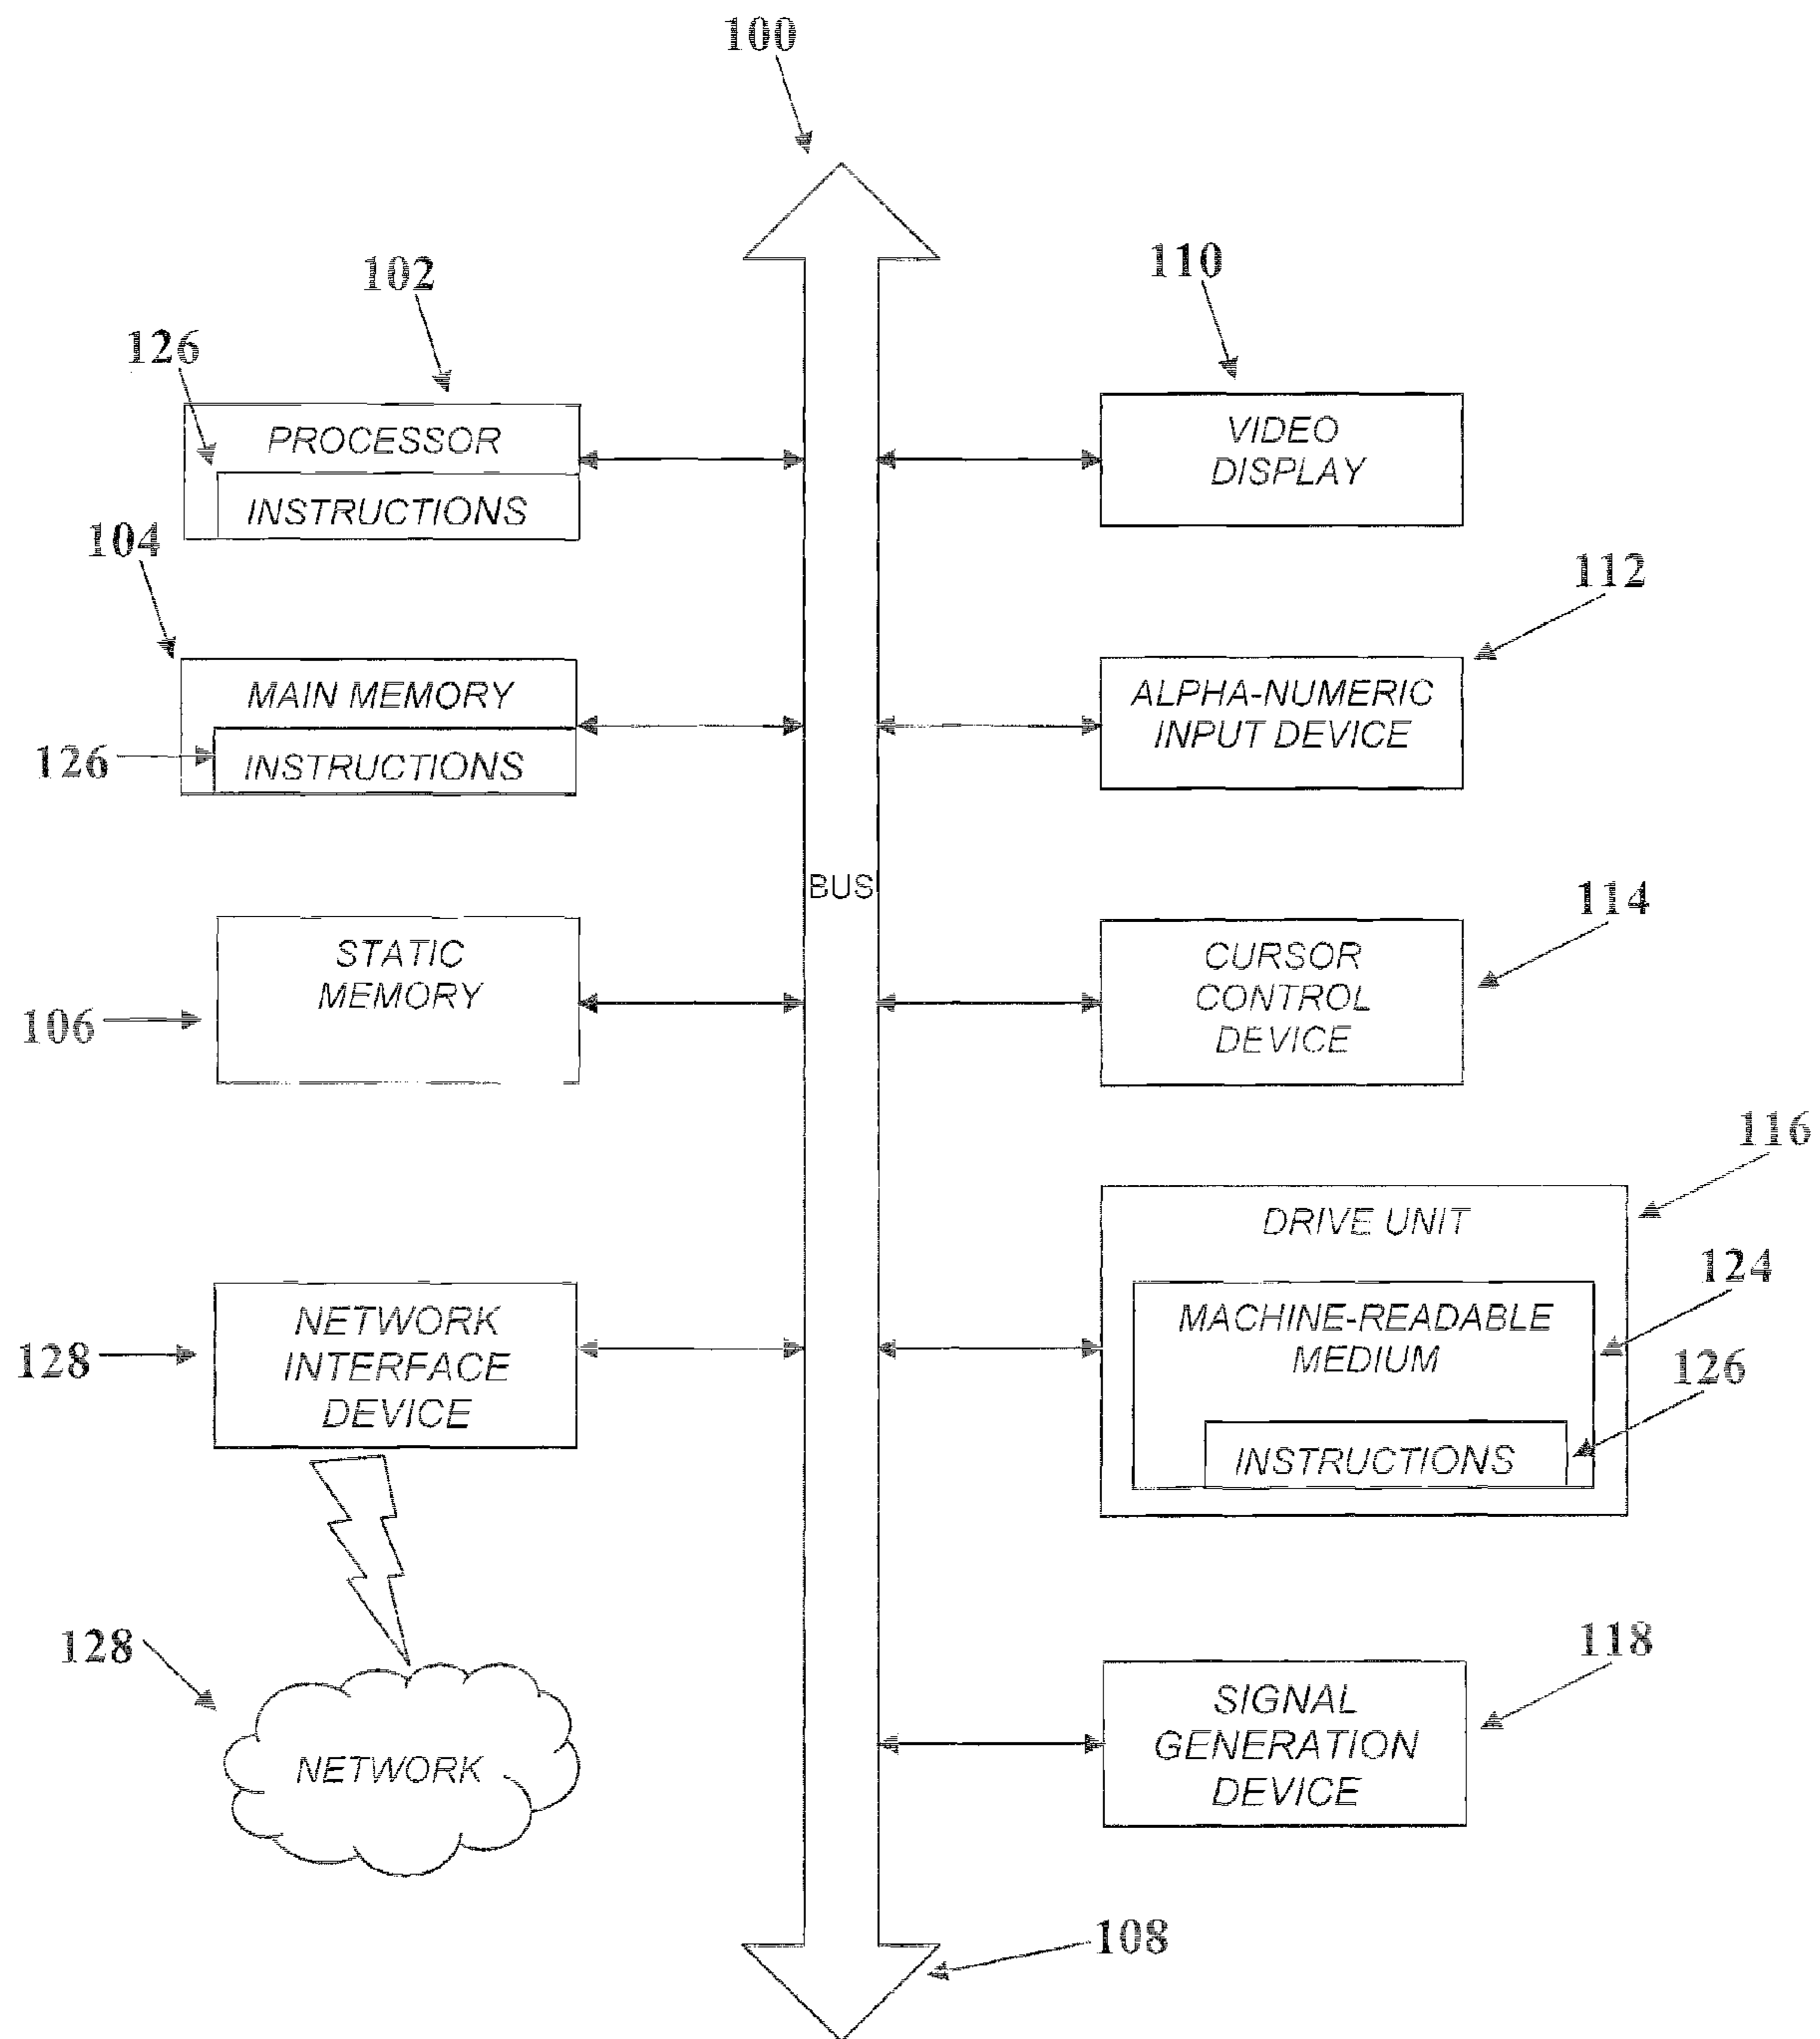 100
102
126
PROCESSOR
INSTRUCTIONS
104
MAIN MEMORY
126
INSTRUCTIONS
STATIC
MEMORY
106
NETWORK
INTERFACE
DEVICE
128
128
NETWORK
BUS
110
VIDEO
DISPLAY
112
ALPHA-NUMERIC
INPUT DEVICE
114
CURSOR
CONTROL
DEVICE
116
DRIVE UNIT
124
MACHINE-READABLE
MEDIUM
126
INSTRUCTIONS
118
SIGNAL
GENERATION
DEVICE
108